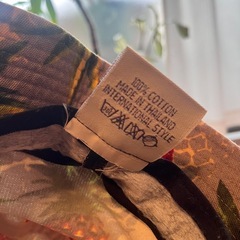 100% COTTON
MADE IN THAILAND
INTERNATIONAL STYLE